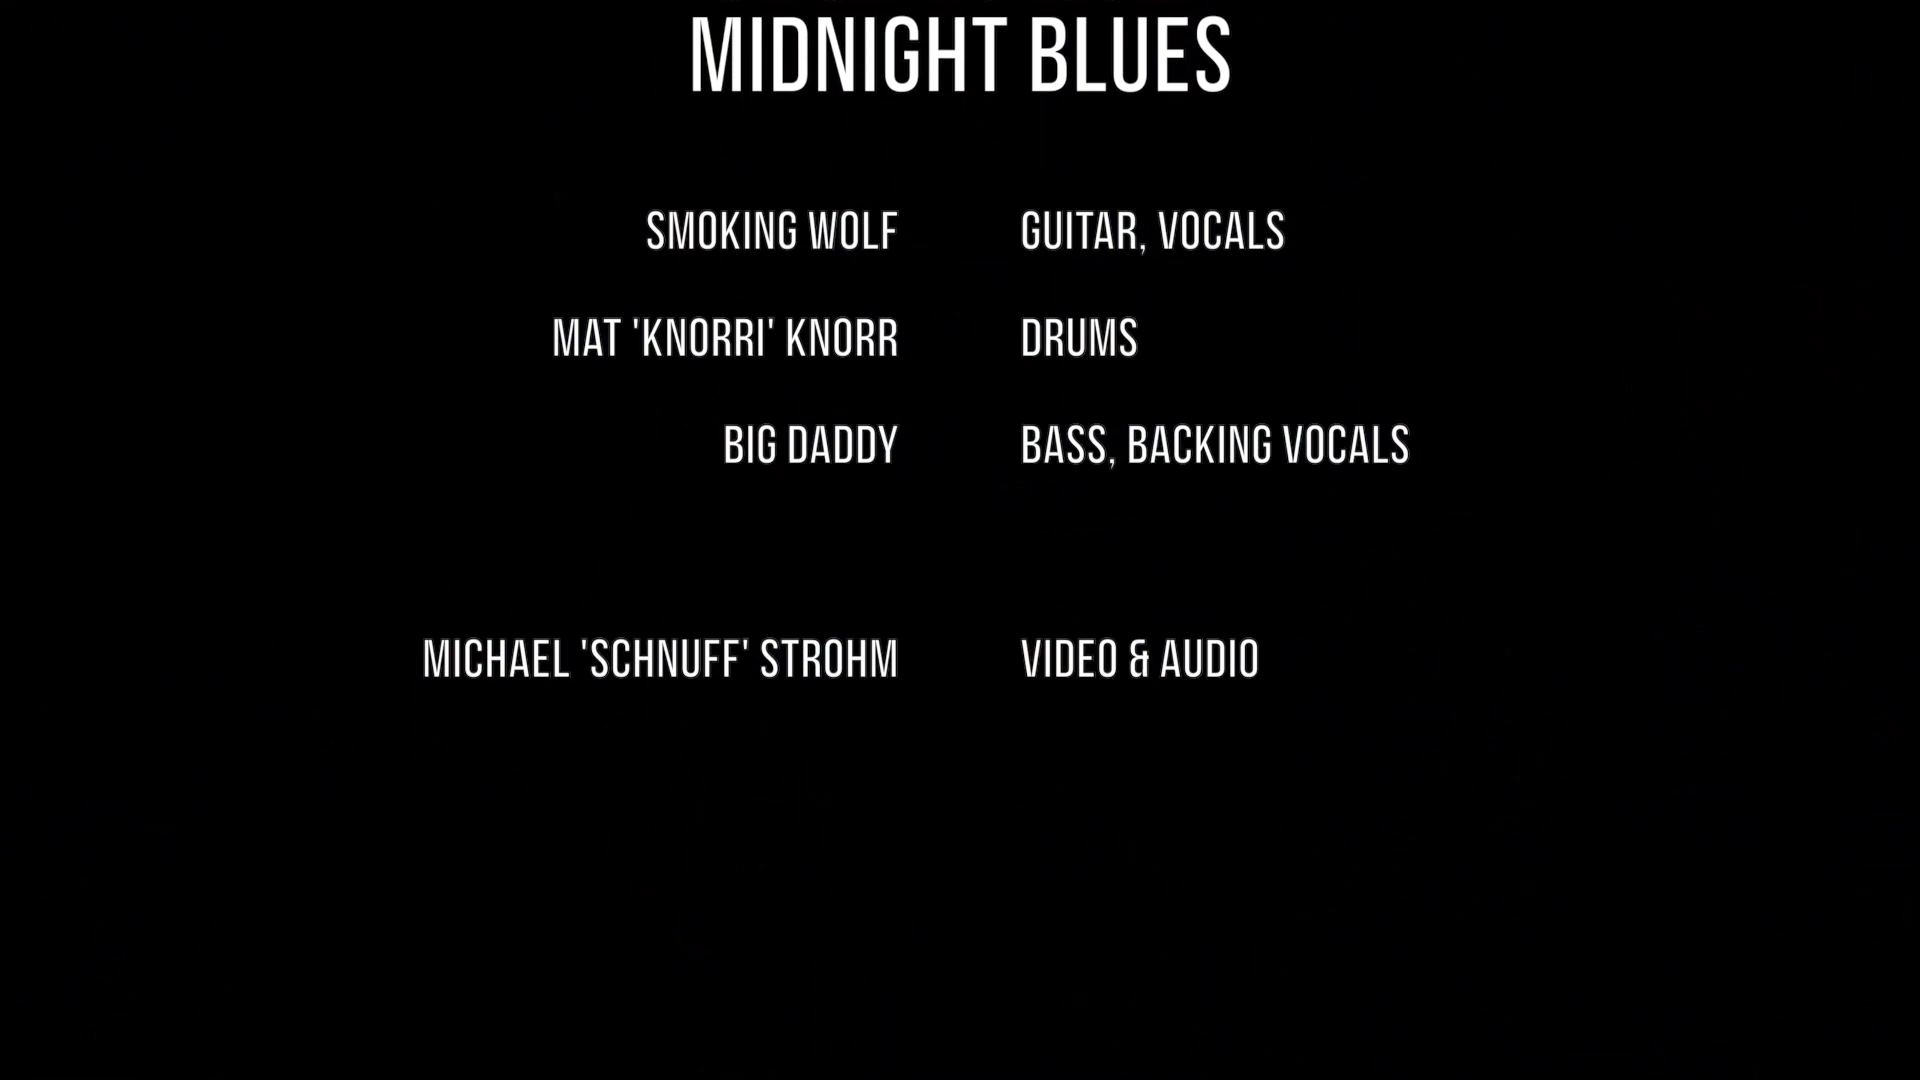 MIDNIGHT BLUES
SMOKING WOLF GUITAR, VOCALS
MAT 'KNORRI' KNORR DRUMS
BIG DADDY BASS, BACKING VOCALS
MICHAEL 'SCHNUFF' STROHM VIDEO & AUDIO